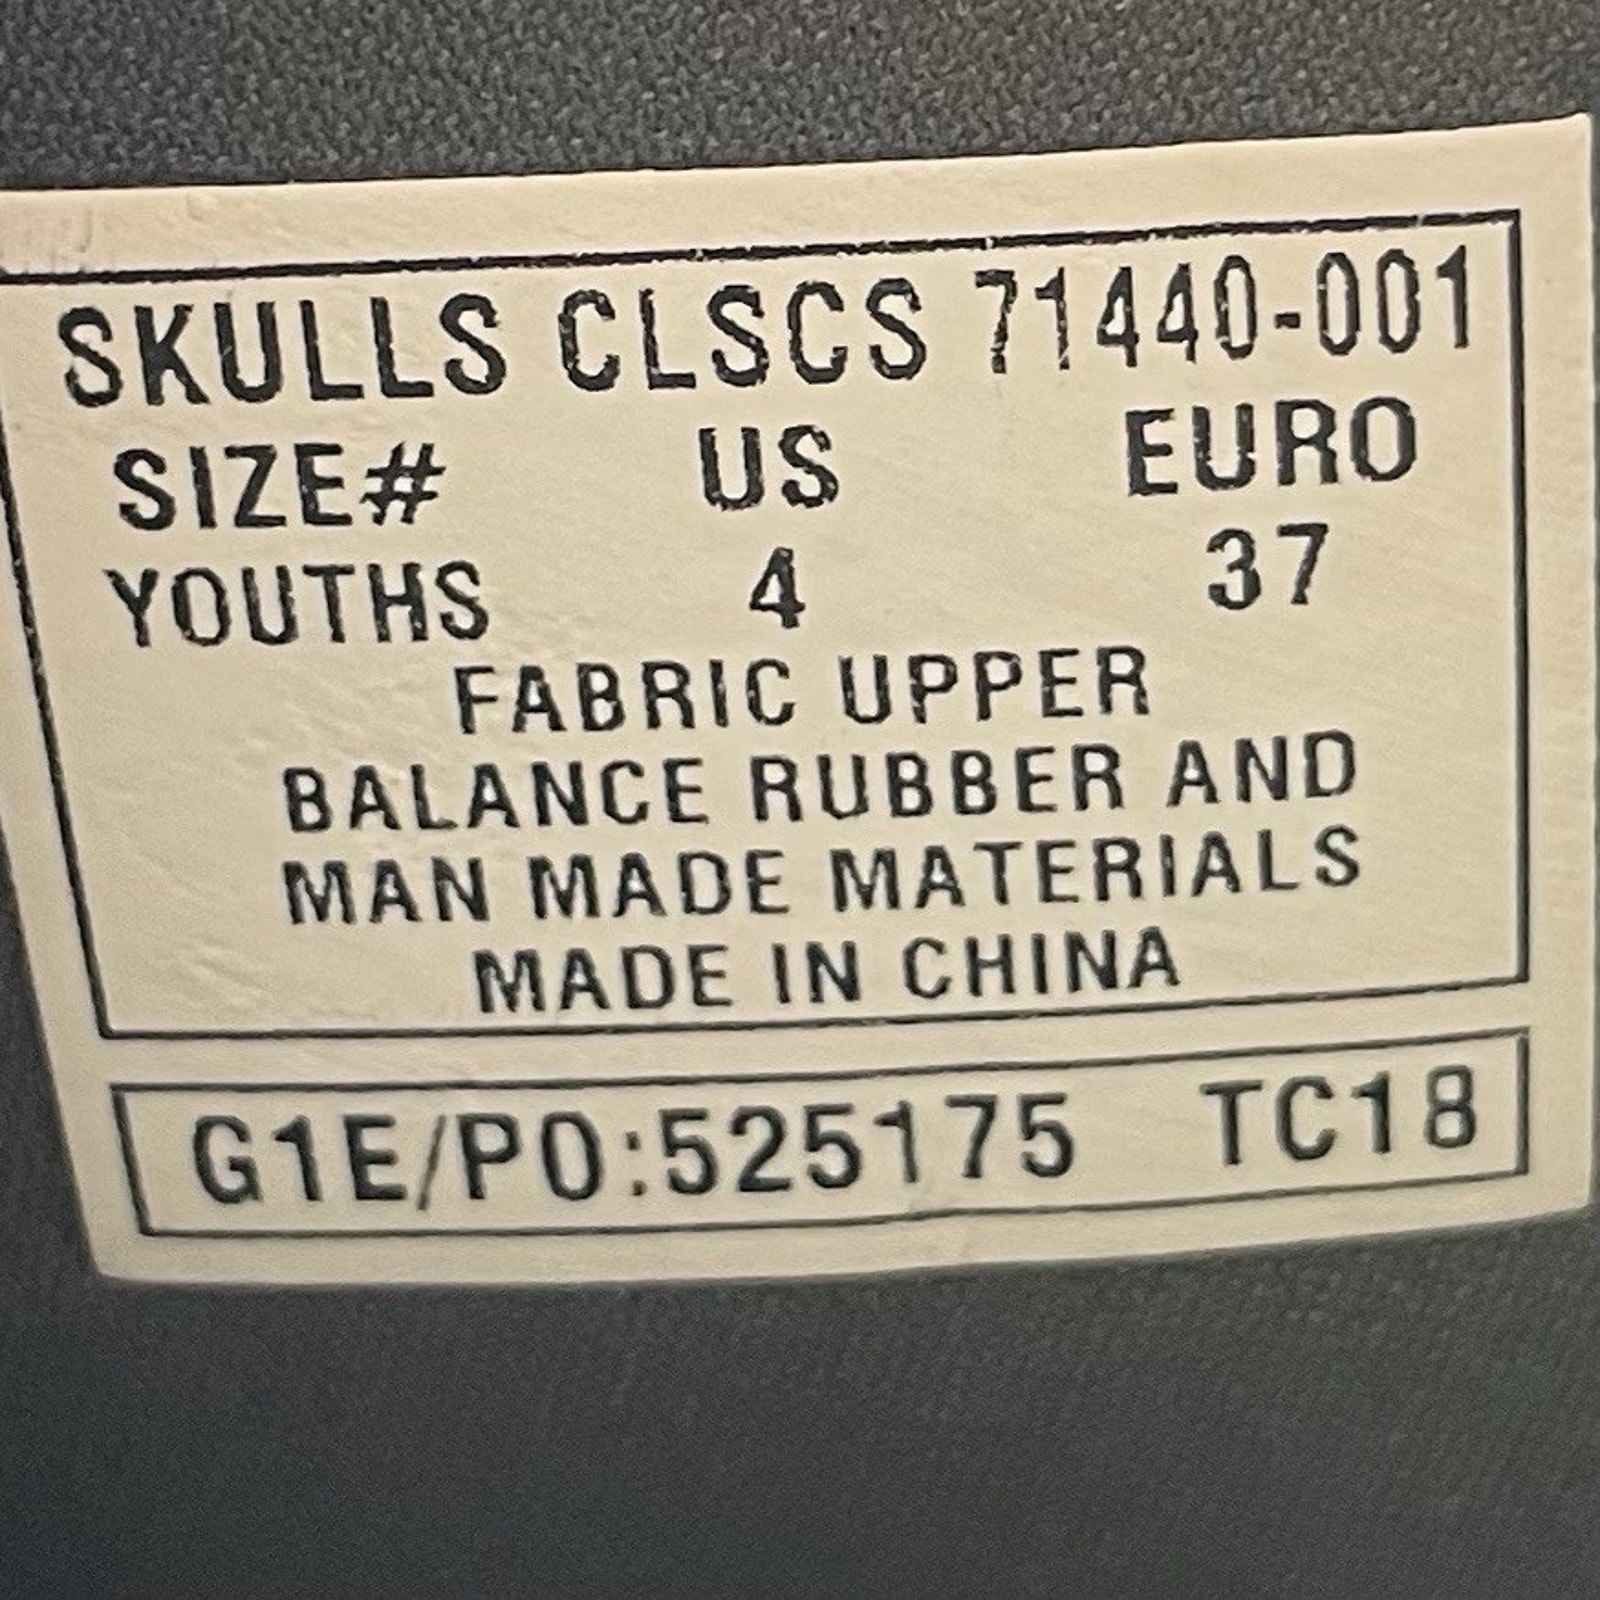 SKULLS CLSCS 71440-001
SIZE# US EURO
YOUTHS 4 37
FABRIC UPPER
BALANCE RUBBER AND
MAN MADE MATERIALS
MADE IN CHINA
G1E/PO:525175 TC18